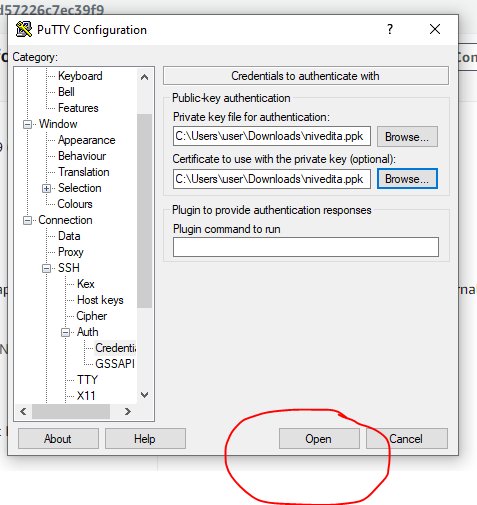 d57226c7ec39f9
PuTTY Configuration
?
Category:
Keyboard
Bell
Features
Window
Appearance
Behaviour
Translation
Selection
Colours
Connection
Data
Proxy
SSH
Kex
Host keys
Cipher
Auth
Credenti
GSSAPI
TTY
X11
Credentials to authenticate with
Public-key authentication
Private key file for authentication:
C:\Users\user\Downloads\nivedita.ppk
Browse...
Certificate to use with the private key (optional):
C:\Users\user\Downloads\nivedita.ppk
Browse...
Plugin to provide authentication responses
Plugin command to run
About
Help
Open
Cancel